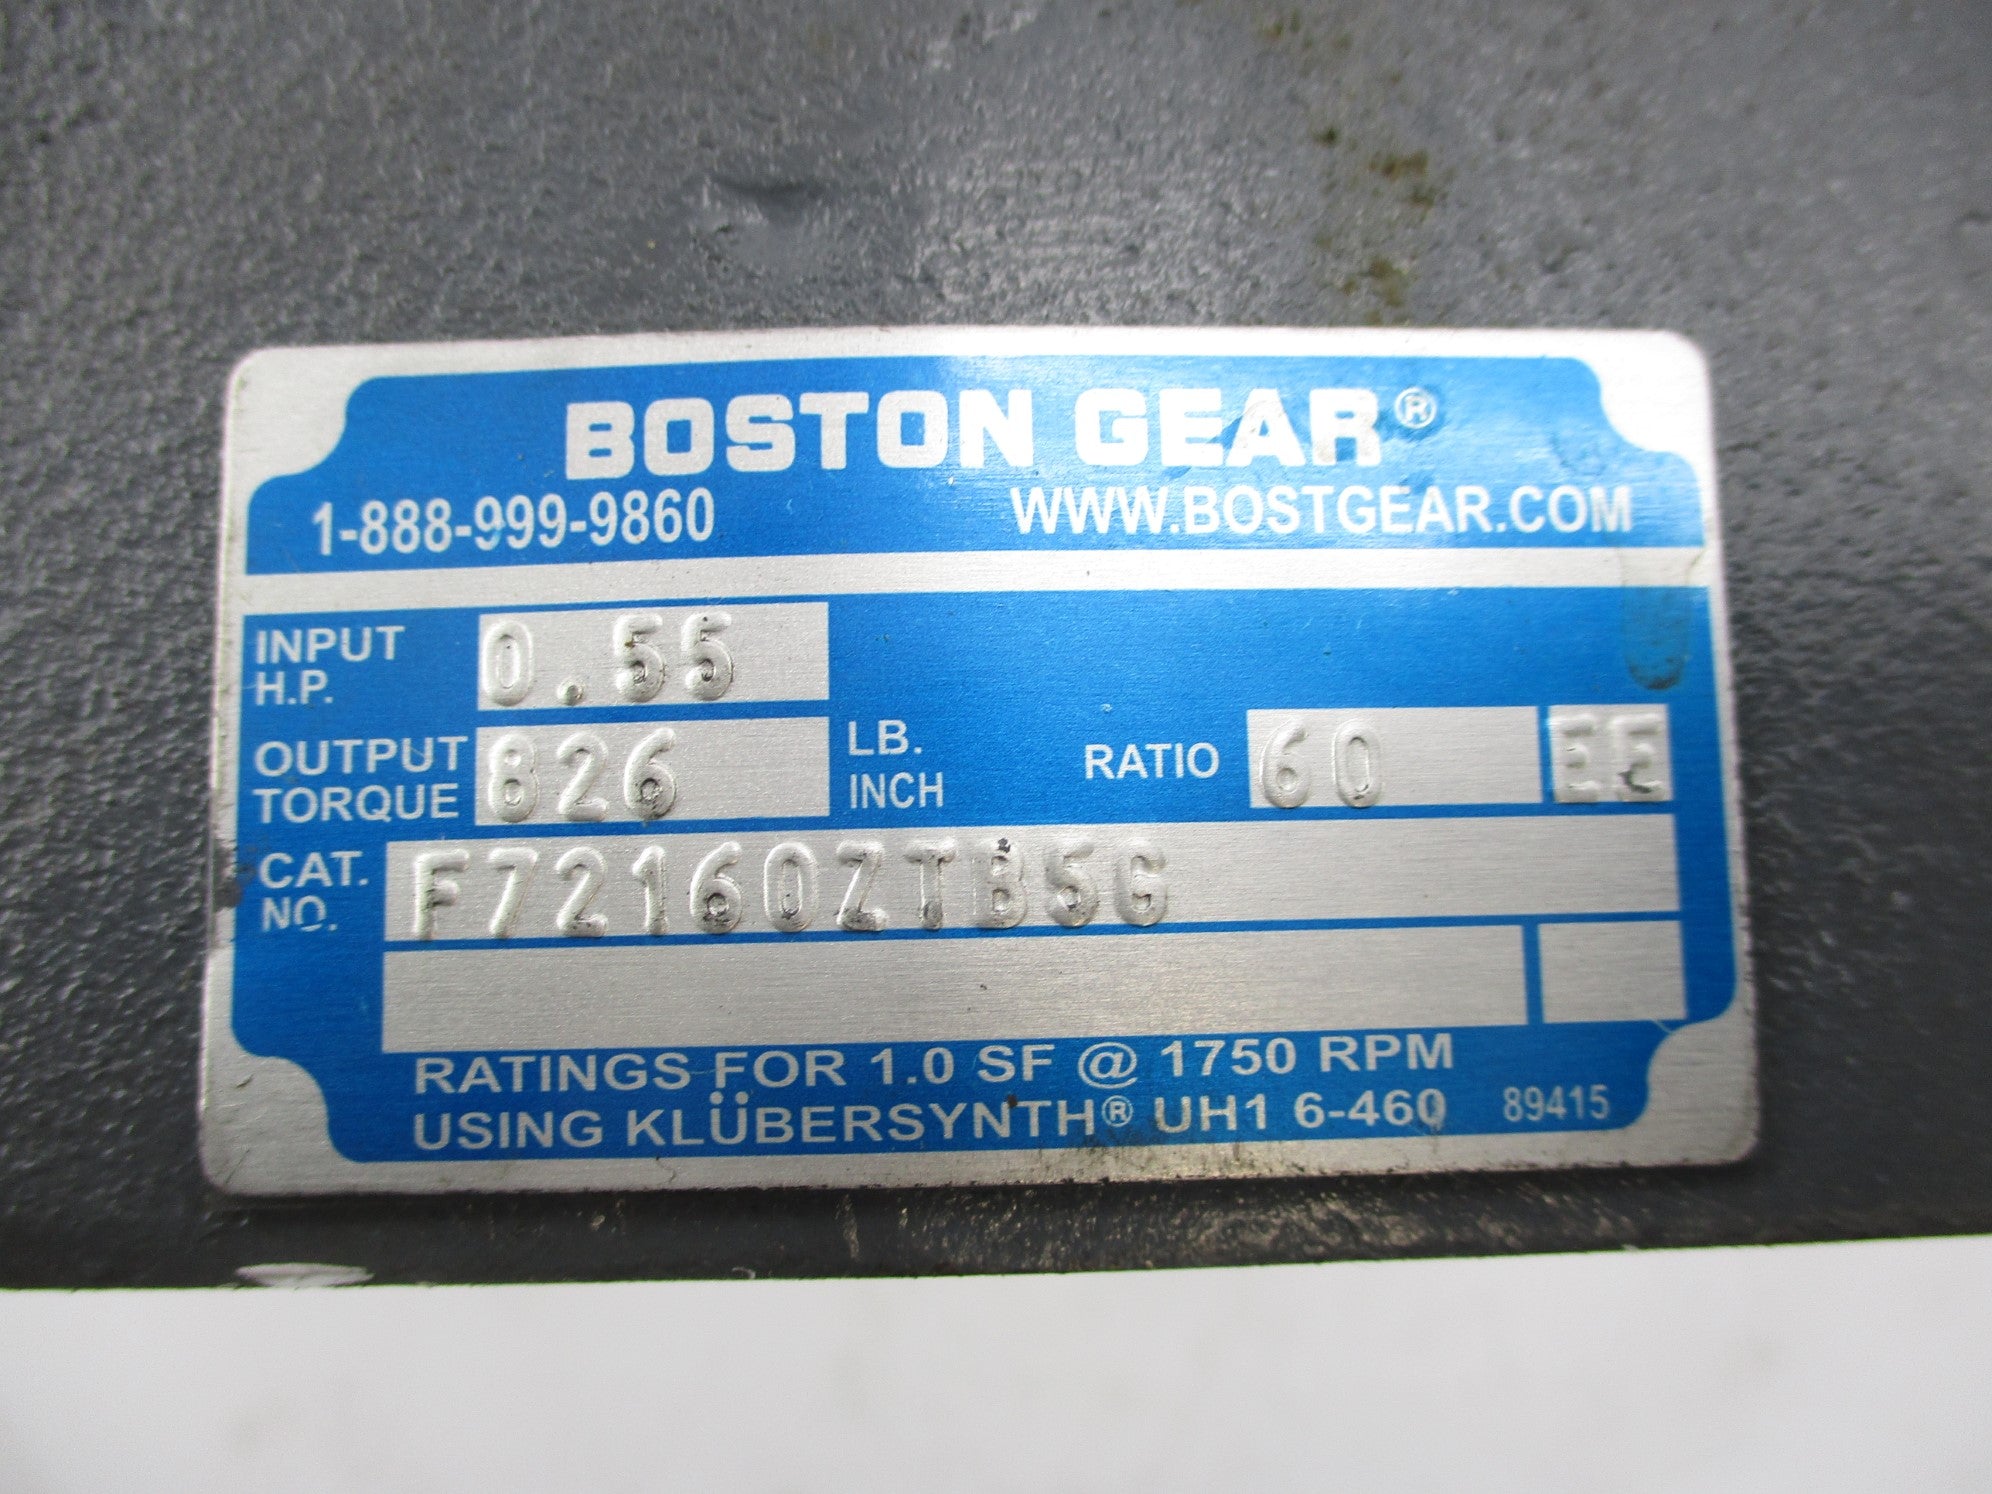 BOSTON GEAR®
1-888-999-9860 WWW.BOSTGEAR.COM
INPUT H.P. 0.55
OUTPUT TORQUE 826 LB. INCH RATIO 60 EE
CAT. NO. F72160ZTB5G
RATINGS FOR 1.0 SF @ 1750 RPM
USING KLÜBERSYNTH® UH1 6-460 89415